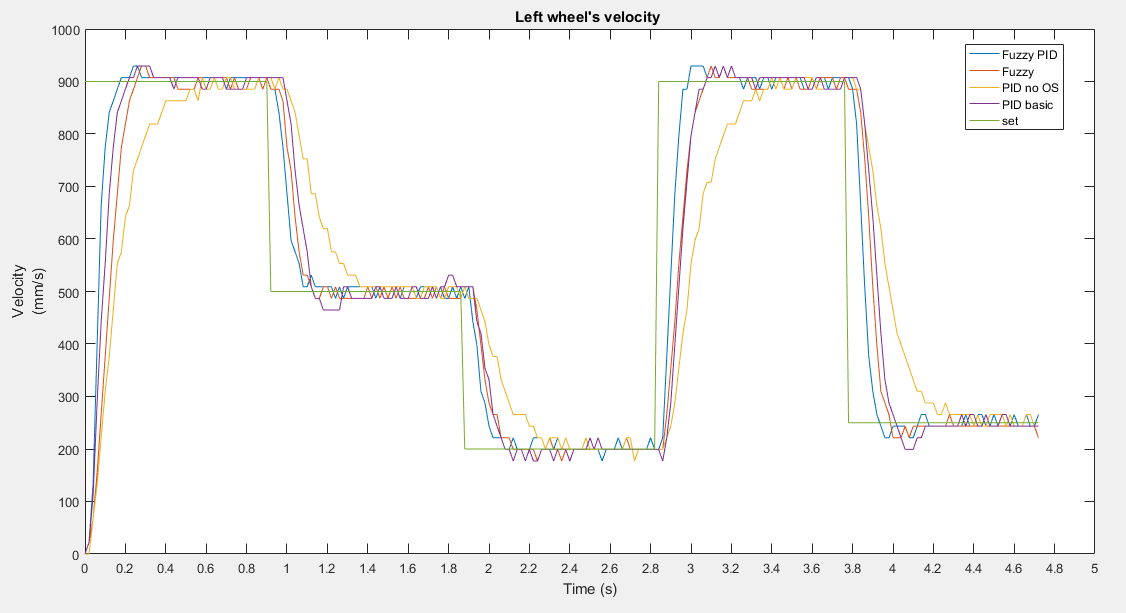 Left wheel's velocity
1000
900
800
700
600
500
400
300
200
100
0
Velocity
(mm/s)
Fuzzy PID
Fuzzy
PID no OS
PID basic
set
0 0.2 0.4 0.6 0.8 1 1.2 1.4 1.6 1.8 2 2.2 2.4 2.6 2.8 3 3.2 3.4 3.6 3.8 4 4.2 4.4 4.6 4.8 5
Time (s)